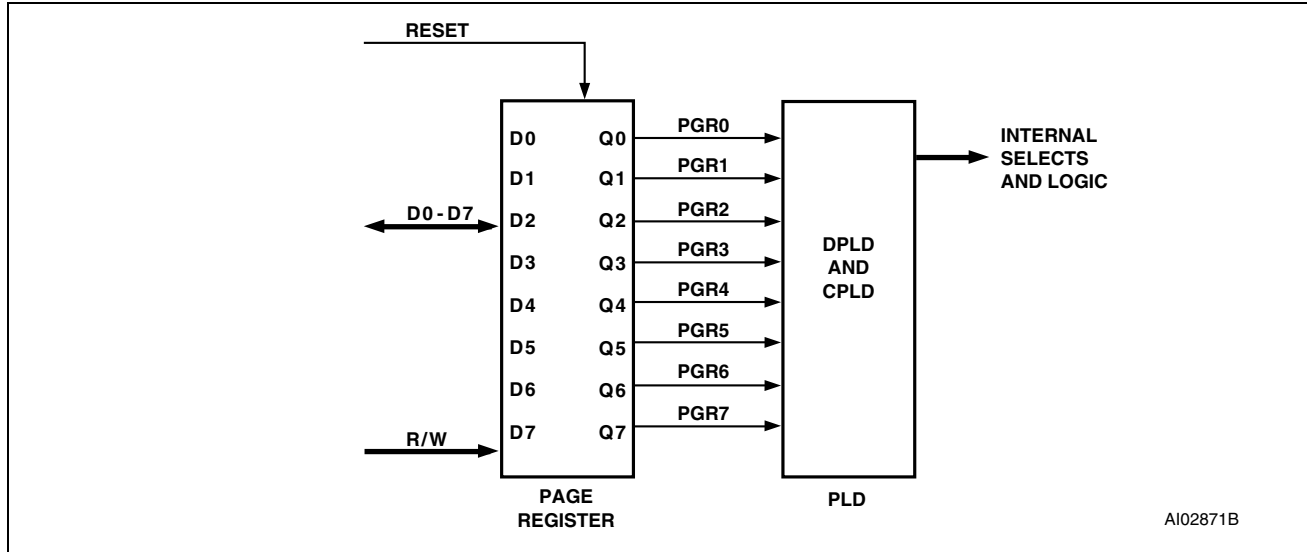 RESET
D0 Q0 PGR0
D1 Q1 PGR1
D0-D7 D2 Q2 PGR2
D3 Q3 PGR3
D4 Q4 PGR4
D5 Q5 PGR5
D6 Q6 PGR6
R/W D7 Q7 PGR7
DPLD
AND
CPLD
INTERNAL
SELECTS
AND LOGIC
PAGE
REGISTER
PLD
AI02871B